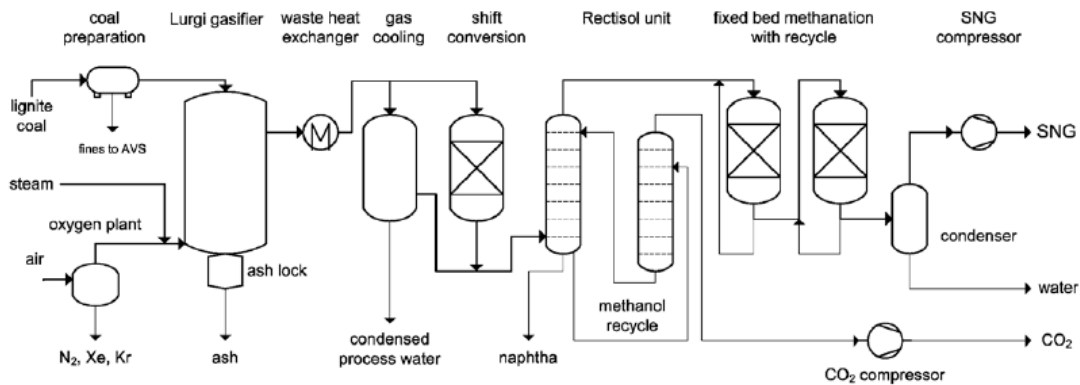 coal
preparation
Lurgi gasifier
waste heat
exchanger
gas
cooling
shift
conversion
Rectisol unit
fixed bed methanation
with recycle
SNG
compressor
lignite
coal
fines to AVS
M
steam
oxygen plant
air
ash lock
N₂, Xe, Kr
ash
condensed
process water
naphtha
methanol
recycle
condenser
SNG
water
CO₂
CO₂ compressor